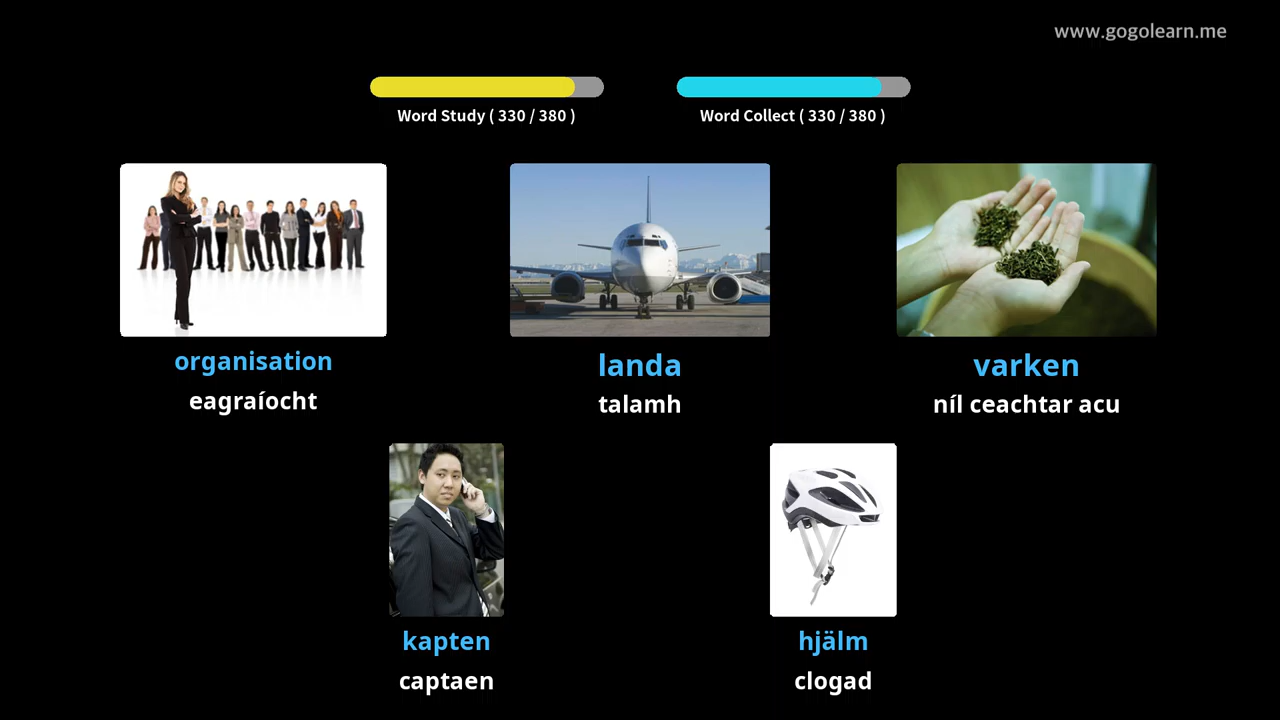 www.gogolearn.me
Word Study ( 330 / 380 )
Word Collect ( 330 / 380 )
organisation
eagraíocht
landa
talamh
varken
níl ceachtar acu
kapten
captaen
hjälm
clogad